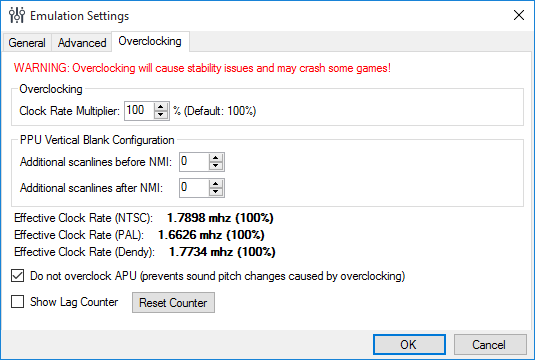 Emulation Settings
General Advanced Overclocking
WARNING: Overclocking will cause stability issues and may crash some games!
Overclocking
Clock Rate Multiplier: 100 % (Default: 100%)
PPU Vertical Blank Configuration
Additional scanlines before NMI: 0
Additional scanlines after NMI: 0
Effective Clock Rate (NTSC): 1.7898 mhz (100%)
Effective Clock Rate (PAL): 1.6626 mhz (100%)
Effective Clock Rate (Dendy): 1.7734 mhz (100%)
Do not overclock APU (prevents sound pitch changes caused by overclocking)
Show Lag Counter Reset Counter
OK Cancel